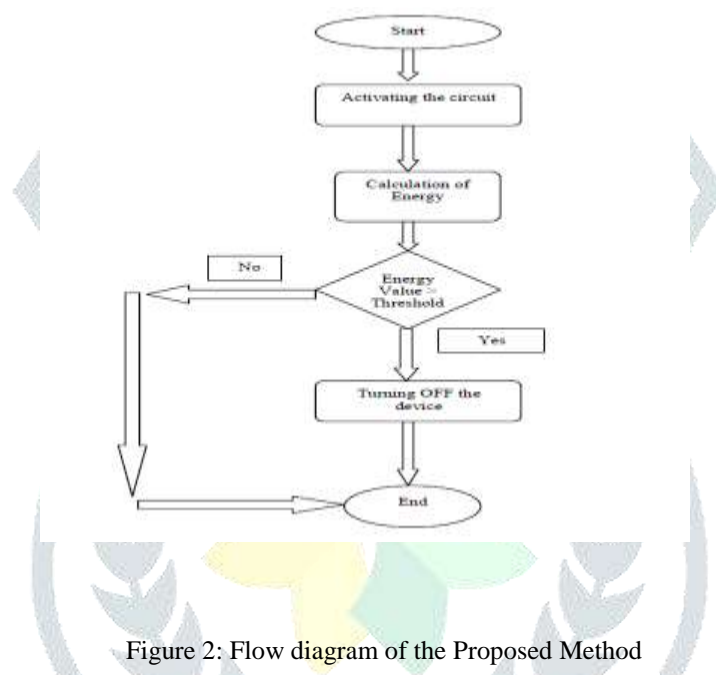 Start
Activating the circuit
Calculation of
Energy
No
Energy
Value >
Threshold
Yes
Turning OFF the
device
End
Figure 2: Flow diagram of the Proposed Method